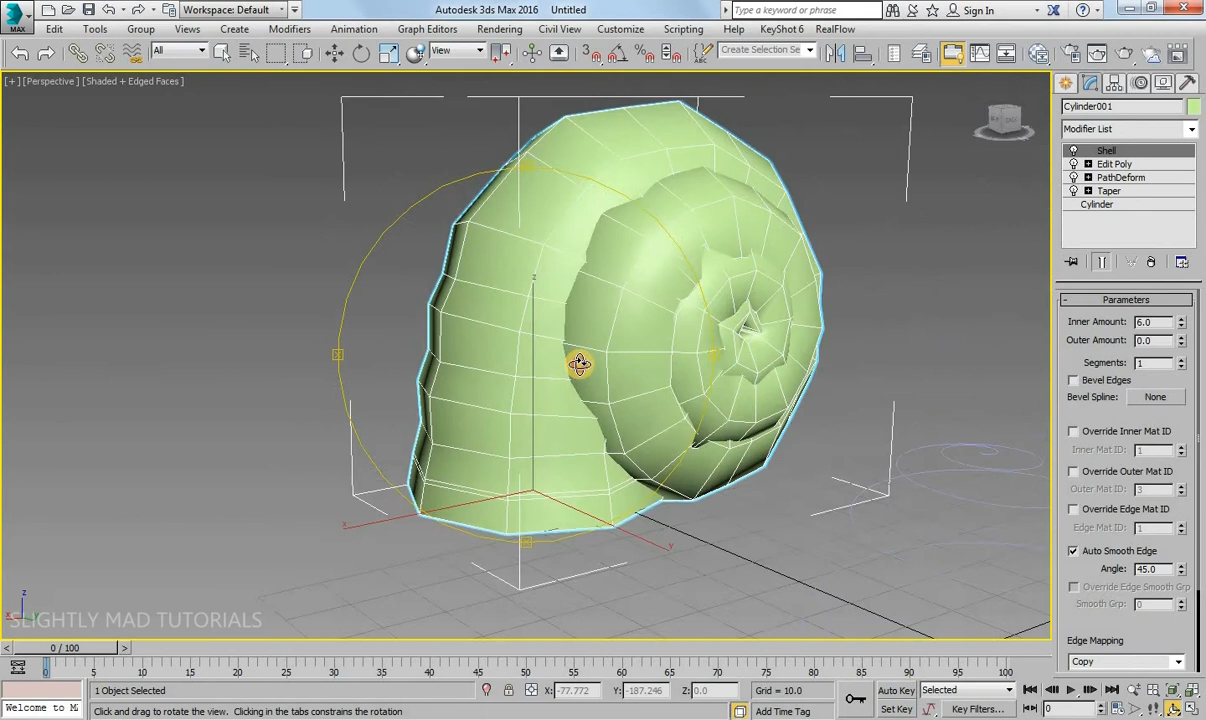 MAX
Workspace: Default
Autodesk 3ds Max 2016 Untitled
Type a keyword or phrase
Sign In
Edit Tools Group Views Create Modifiers Animation Graph Editors Rendering Civil View Customize Scripting Help KeyShot 6 RealFlow
All
View
Create Selection Se
[+] [Perspective] [Shaded + Edged Faces]
Cylinder001
Modifier List
Shell
Edit Poly
PathDeform
Taper
Cylinder
Parameters
Inner Amount: 6.0
Outer Amount: 0.0
Segments: 1
Bevel Edges
Bevel Spline: None
Override Inner Mat ID
Inner Mat ID: 1
Override Outer Mat ID
Outer Mat ID: 3
Override Edge Mat ID
Edge Mat ID: 1
Auto Smooth Edge
Angle: 45.0
Override Edge Smooth Grp
Smooth Grp: 0
Edge Mapping
Copy
z
x
y
z
SLIGHTLY MAD TUTORIALS
0 / 100
0 5 10 15 20 25 30 35 40 45 50 55 60 65 70 75 80 85 90 95 100
1 Object Selected
X: -77.772 Y: -187.246 Z: 0.0
Grid = 10.0
Auto Key
Selected
Welcome to M
Click and drag to rotate the view. Clicking in the tabs constrains the rotation
Add Time Tag
Set Key
Key Filters...
0